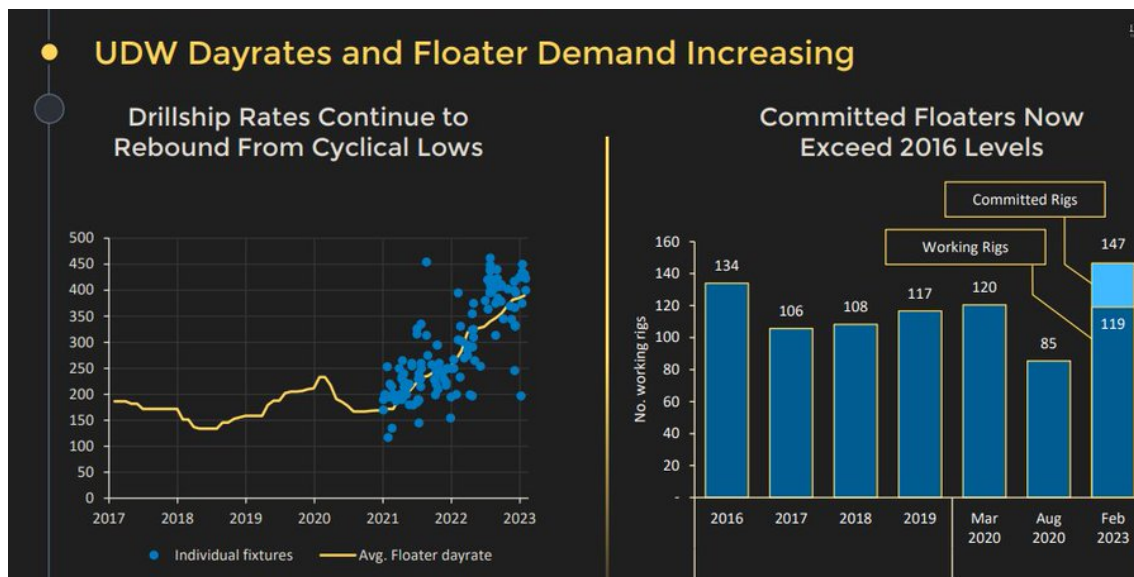 UDW Dayrates and Floater Demand Increasing
Drillship Rates Continue to
Rebound From Cyclical Lows
500
450
400
350
300
250
200
150
100
50
0
2017 2018 2019 2020 2021 2022 2023
Individual fixtures Avg. Floater dayrate
Committed Floaters Now
Exceed 2016 Levels
Committed Rigs
Working Rigs
No. working rigs
160
140
120
100
80
60
40
20
-
134 106 108 117 120 85 147
119
2016 2017 2018 2019 Mar Aug Feb
2020 2020 2023